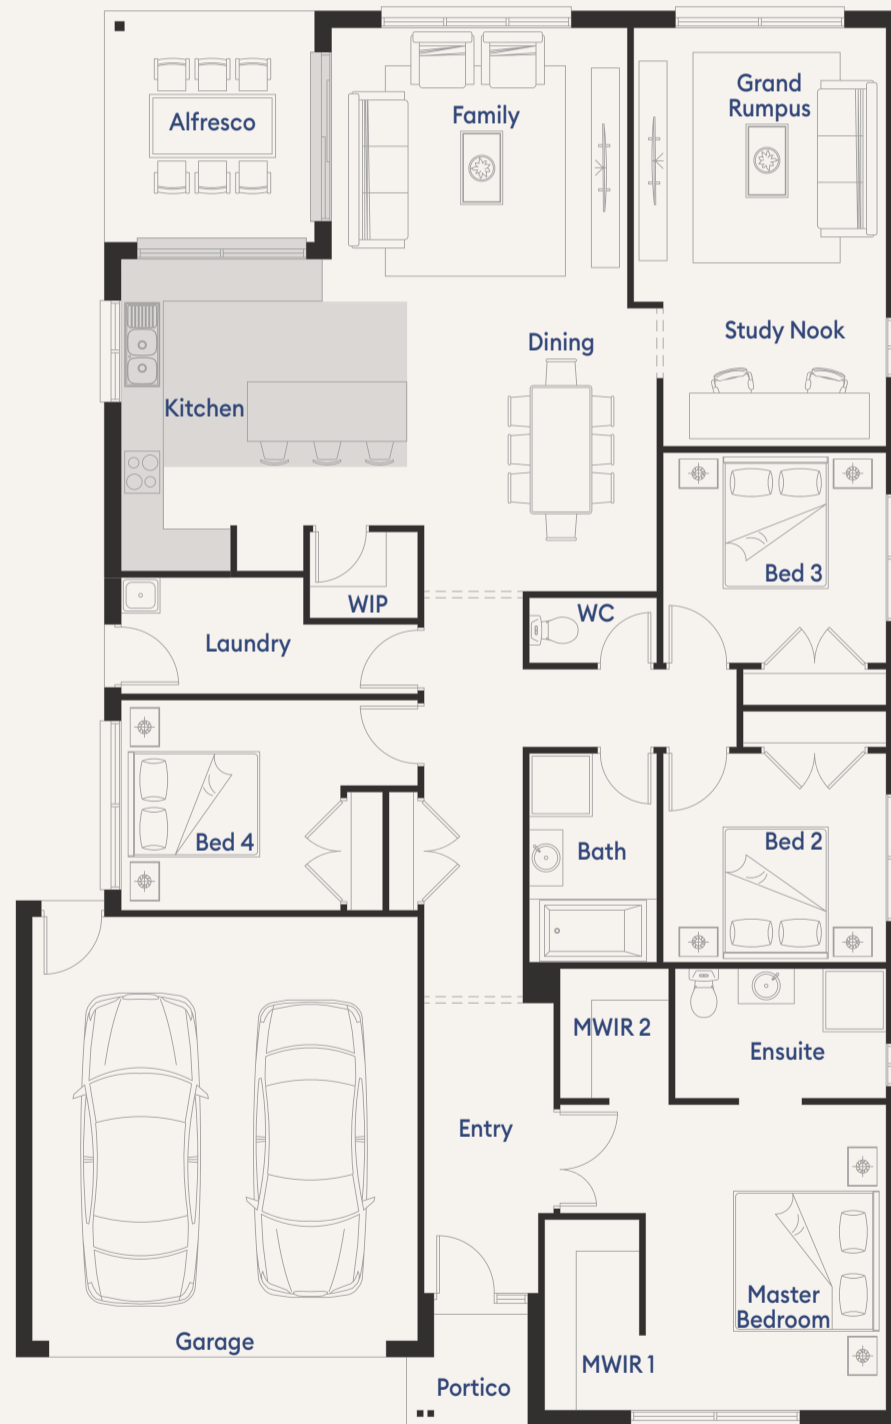 Alfresco
Family
Grand
Rumpus
Study Nook
Dining
Kitchen
Bed 3
WIP
WC
Laundry
Bed 4
Bath
Bed 2
MWIR 2
Ensuite
Entry
Master
Bedroom
Garage
MWIR 1
Portico